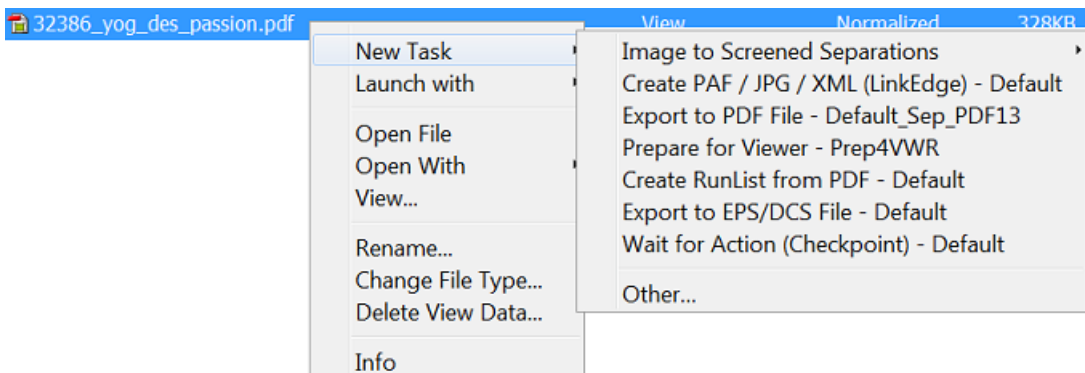 32386_yog_des_passion.pdf View Normalized 328KB
New Task
Launch with
Open File
Open With
View...
Rename...
Change File Type...
Delete View Data...
Info
Image to Screened Separations
Create PAF / JPG / XML (LinkEdge) - Default
Export to PDF File - Default_Sep_PDF13
Prepare for Viewer - Prep4VWR
Create RunList from PDF - Default
Export to EPS/DCS File - Default
Wait for Action (Checkpoint) - Default
Other...